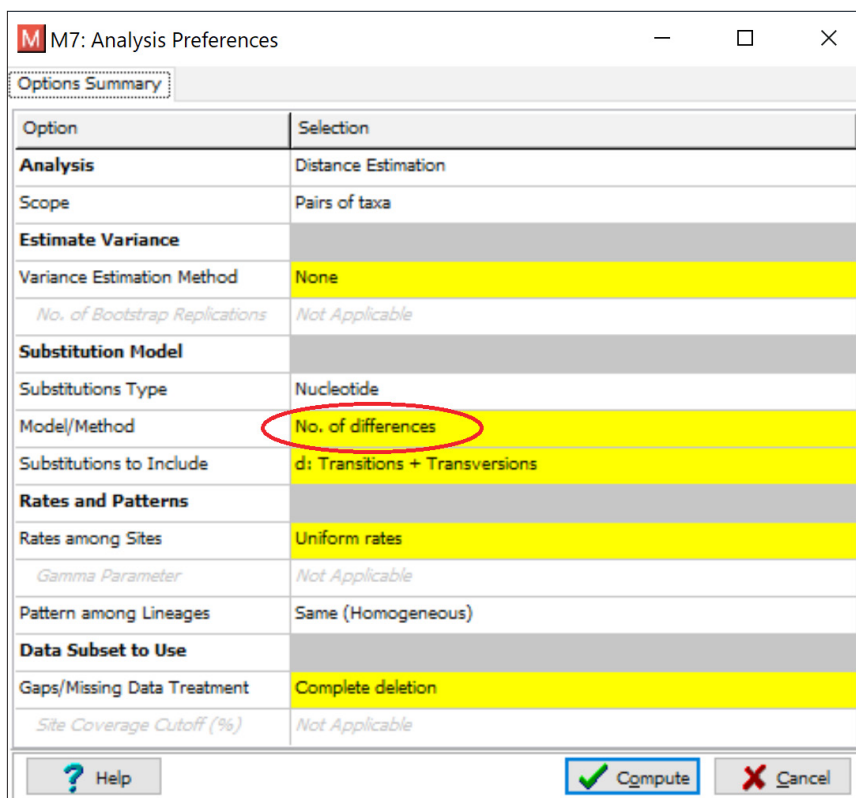 M M7: Analysis Preferences
Options Summary
Option Selection
Analysis Distance Estimation
Scope Pairs of taxa
Estimate Variance
Variance Estimation Method None
No. of Bootstrap Replications Not Applicable
Substitution Model
Substitutions Type Nucleotide
Model/Method No. of differences
Substitutions to Include d: Transitions + Transversions
Rates and Patterns
Rates among Sites Uniform rates
Gamma Parameter Not Applicable
Pattern among Lineages Same (Homogeneous)
Data Subset to Use
Gaps/Missing Data Treatment Complete deletion
Site Coverage Cutoff (%) Not Applicable
? Help Compute Cancel